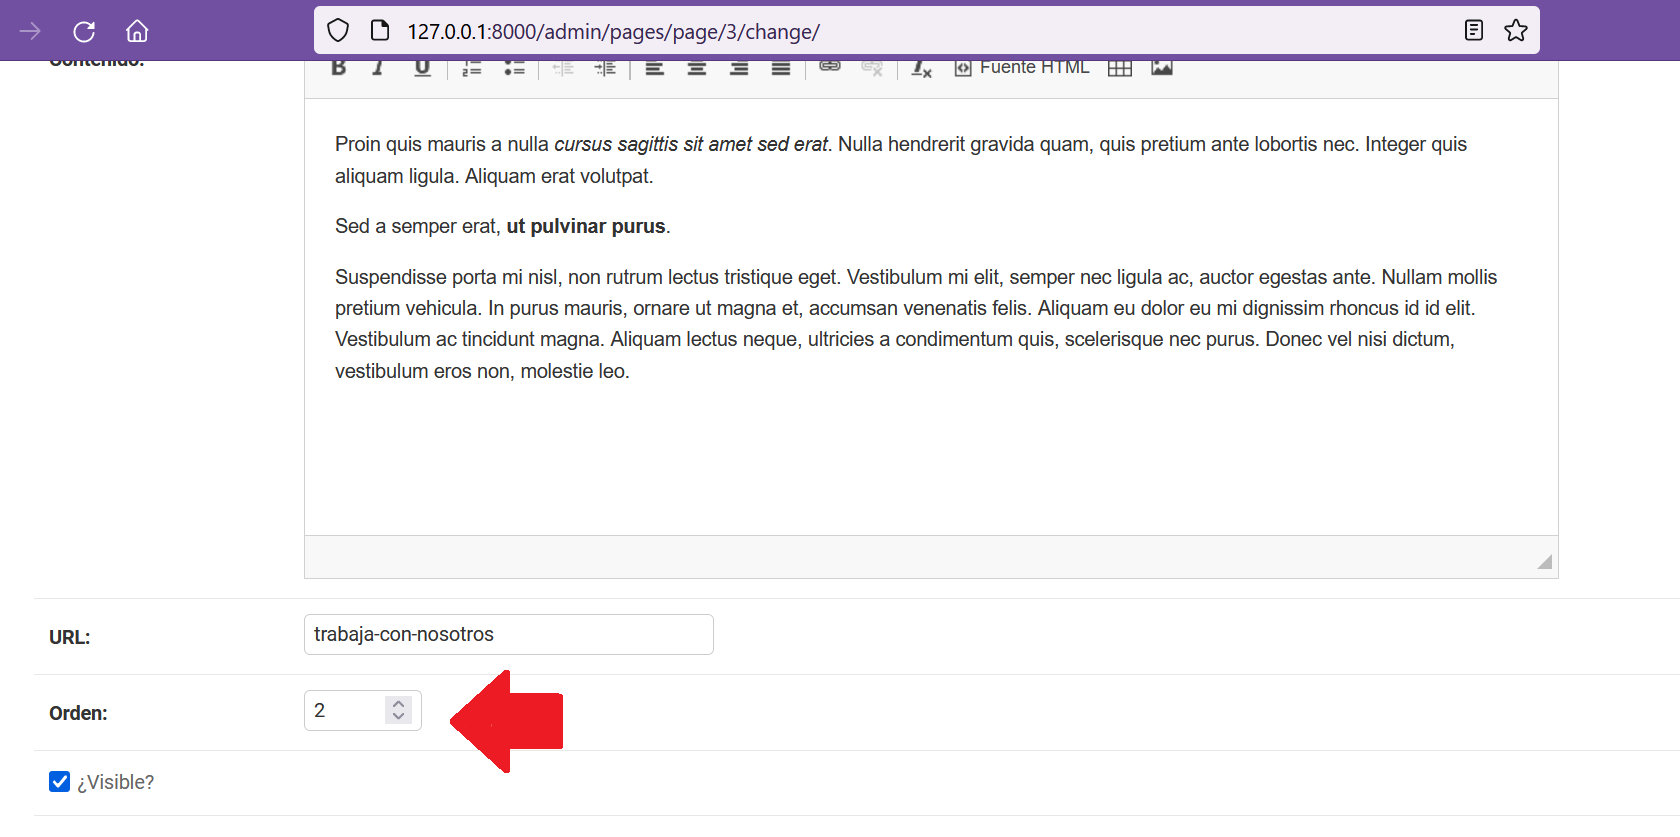 127.0.0.1:8000/admin/pages/page/3/change/
Contenido:
B I U Fuente HTML
Proin quis mauris a nulla cursus sagittis sit amet sed erat. Nulla hendrerit gravida quam, quis pretium ante lobortis nec. Integer quis
aliquam ligula. Aliquam erat volutpat.
Sed a semper erat, ut pulvinar purus.
Suspendisse porta mi nisl, non rutrum lectus tristique eget. Vestibulum mi elit, semper nec ligula ac, auctor egestas ante. Nullam mollis
pretium vehicula. In purus mauris, ornare ut magna et, accumsan venenatis felis. Aliquam eu dolor eu mi dignissim rhoncus id id elit.
Vestibulum ac tincidunt magna. Aliquam lectus neque, ultricies a condimentum quis, scelerisque nec purus. Donec vel nisi dictum,
vestibulum eros non, molestie leo.
URL: trabaja-con-nosotros
Orden: 2
¿Visible?